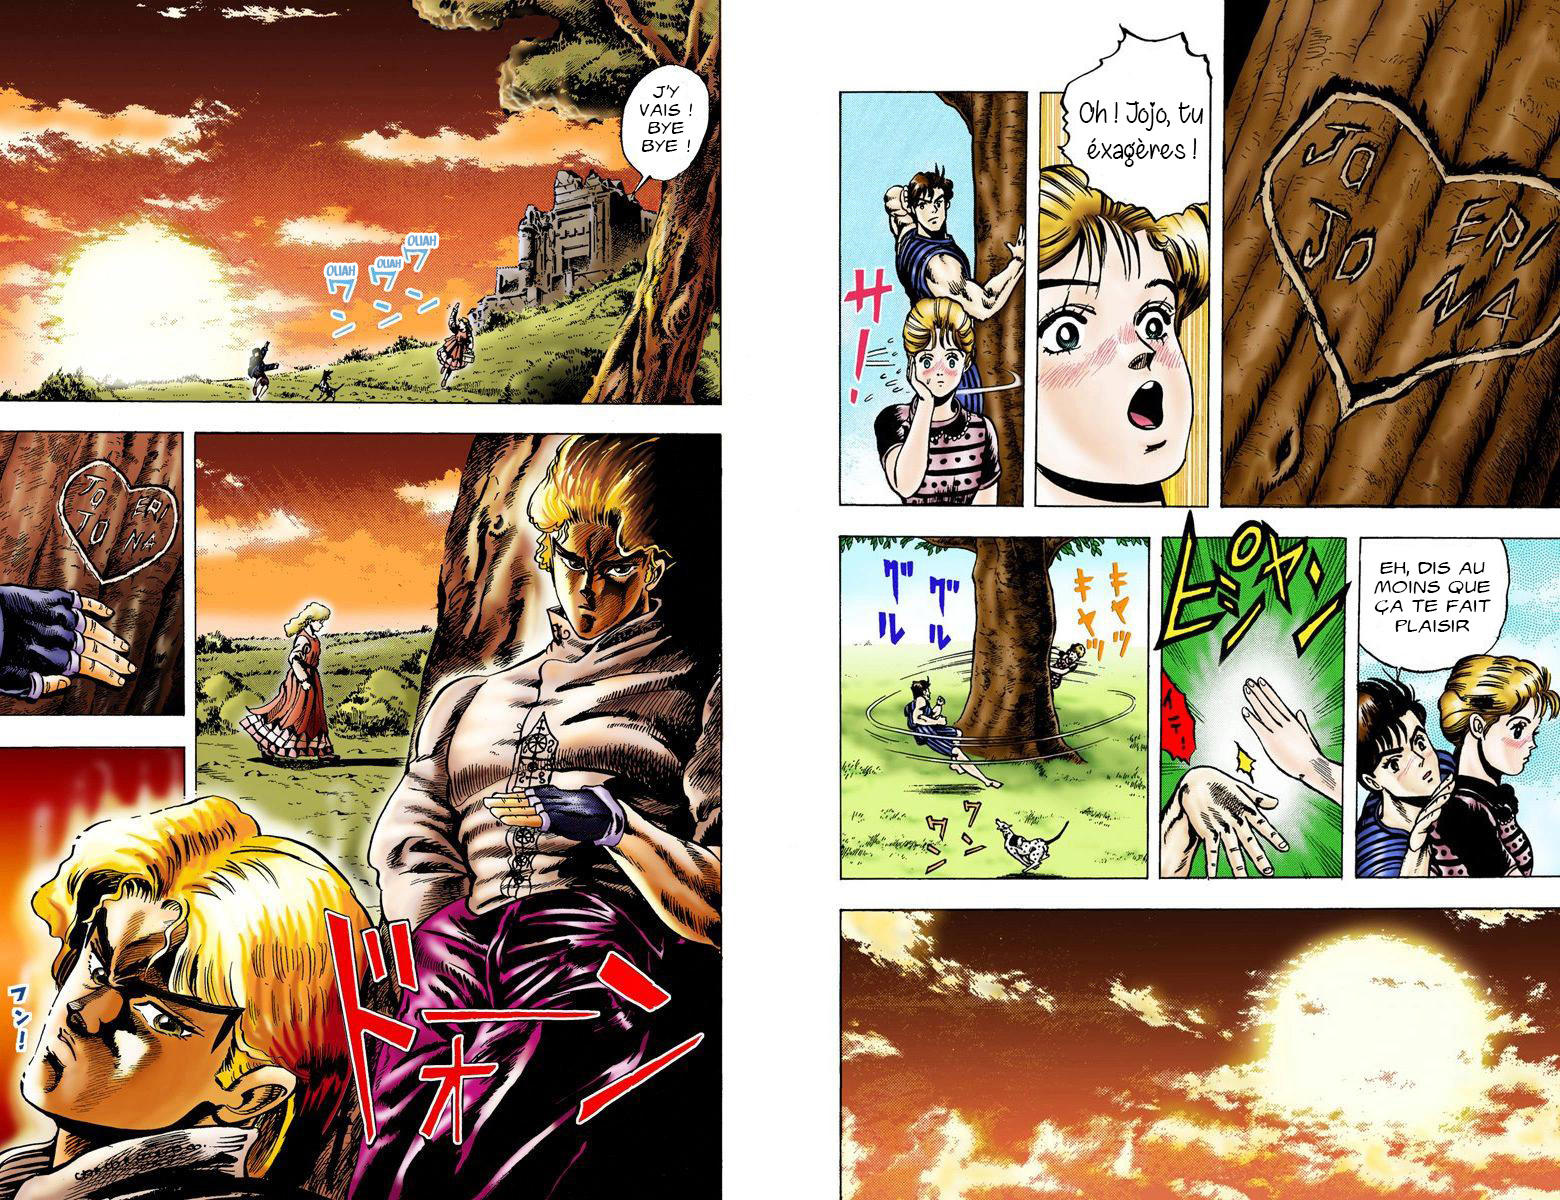 JO
JO
ERI
NA
Oh ! Jojo, tu
éxagères !
サー!
EH, DIS AU
MOINS QUE
ÇA TE FAIT
PLAISIR
ピシャン
イテ!
キャッ
キャッ
グル
グル
ワン
ワン
J'Y
VAIS !
BYE
BYE !
OUAH
ワン
OUAH
ワン
OUAH
ワン
ドーオン
JO
JO
ERI
NA
フン!